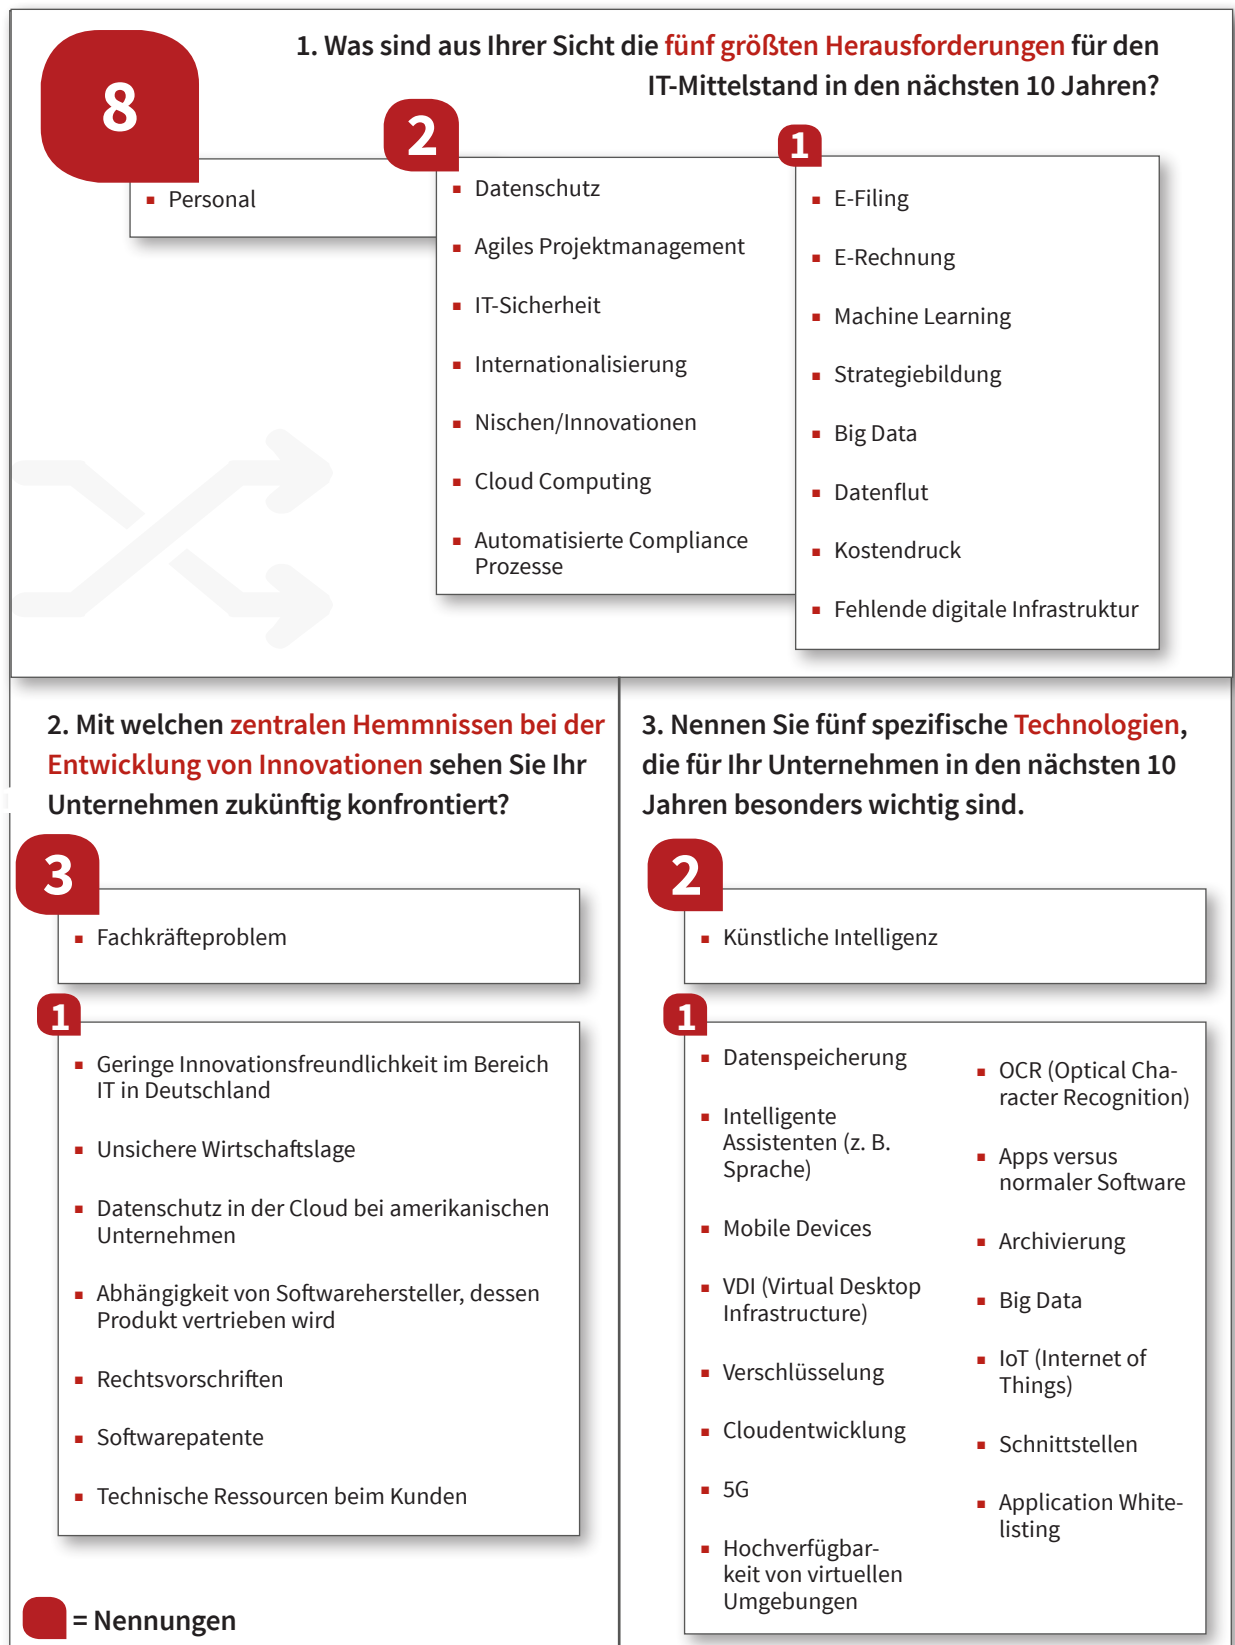 1. Was sind aus Ihrer Sicht die fünf größten Herausforderungen für den
IT-Mittelstand in den nächsten 10 Jahren?
8
▪ Personal
2
▪ Datenschutz
▪ Agiles Projektmanagement
▪ IT-Sicherheit
▪ Internationalisierung
▪ Nischen/Innovationen
▪ Cloud Computing
▪ Automatisierte Compliance
Prozesse
1
▪ E-Filing
▪ E-Rechnung
▪ Machine Learning
▪ Strategiebildung
▪ Big Data
▪ Datenflut
▪ Kostendruck
▪ Fehlende digitale Infrastruktur
2. Mit welchen zentralen Hemmnissen bei der
Entwicklung von Innovationen sehen Sie Ihr
Unternehmen zukünftig konfrontiert?
3
▪ Fachkräfteproblem
1
▪ Geringe Innovationsfreundlichkeit im Bereich
IT in Deutschland
▪ Unsichere Wirtschaftslage
▪ Datenschutz in der Cloud bei amerikanischen
Unternehmen
▪ Abhängigkeit von Softwarehersteller, dessen
Produkt vertrieben wird
▪ Rechtsvorschriften
▪ Softwarepatente
▪ Technische Ressourcen beim Kunden
= Nennungen
3. Nennen Sie fünf spezifische Technologien,
die für Ihr Unternehmen in den nächsten 10
Jahren besonders wichtig sind.
2
▪ Künstliche Intelligenz
1
▪ Datenspeicherung
▪ Intelligente
Assistenten (z. B.
Sprache)
▪ Mobile Devices
▪ VDI (Virtual Desktop
Infrastructure)
▪ Verschlüsselung
▪ Cloudentwicklung
▪ 5G
▪ Hochverfügbar-
keit von virtuellen
Umgebungen
▪ OCR (Optical Cha-
racter Recognition)
▪ Apps versus
normaler Software
▪ Archivierung
▪ Big Data
▪ IoT (Internet of
Things)
▪ Schnittstellen
▪ Application White-
listing